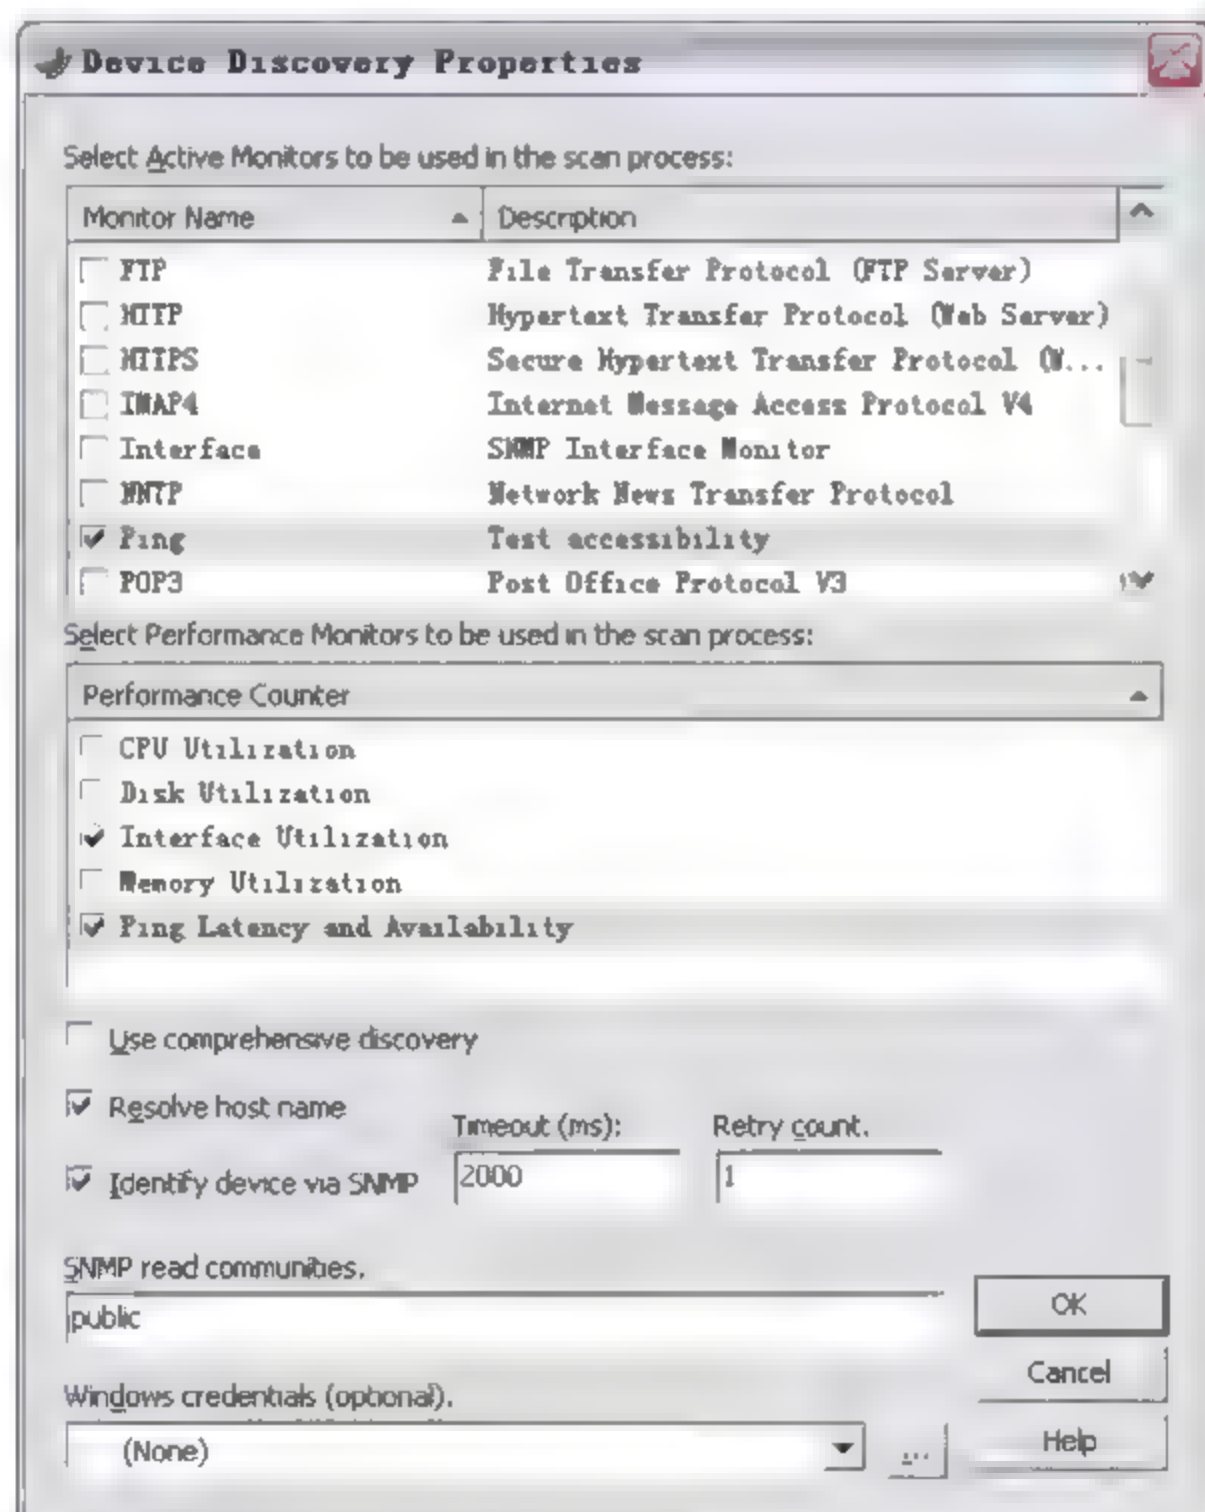 Device Discovery Properties
Select Active Monitors to be used in the scan process:
Monitor Name Description
FTP File Transfer Protocol (FTP Server)
HTTP Hypertext Transfer Protocol (Web Server)
HTTPS Secure Hypertext Transfer Protocol (W...
IMAP4 Internet Message Access Protocol V4
Interface SNMP Interface Monitor
NNTP Network News Transfer Protocol
Ping Test accessibility
POP3 Post Office Protocol V3
Select Performance Monitors to be used in the scan process:
Performance Counter
CPU Utilization
Disk Utilization
Interface Utilization
Memory Utilization
Ping Latency and Availability
Use comprehensive discovery
Resolve host name
Timeout (ms): Retry count.
Identify device via SNMP 2000 1
SNMP read communities.
public
OK
Cancel
Windows credentials (optional).
(None) ... Help